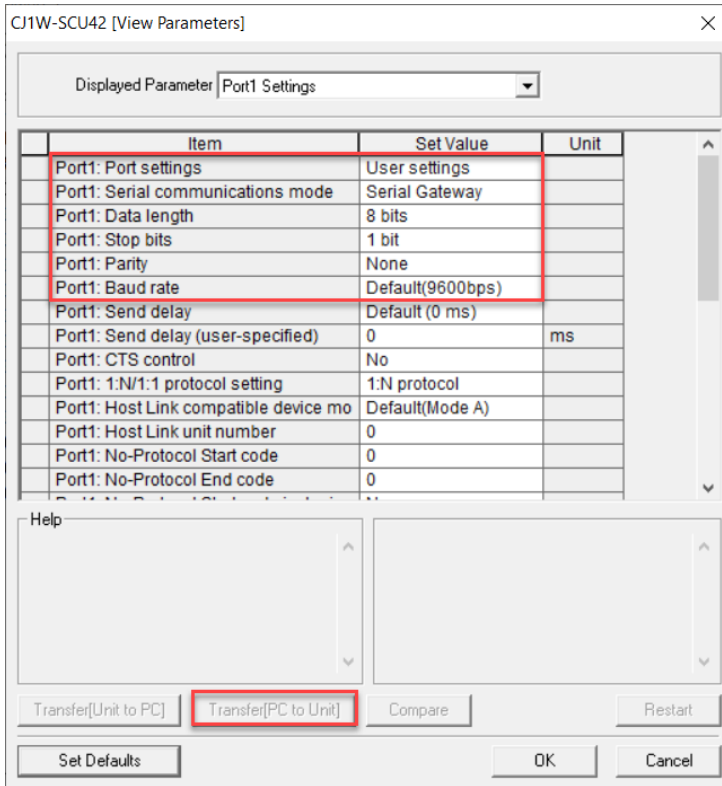 CJ1W-SCU42 [View Parameters]
Displayed Parameter Port1 Settings
Item Set Value Unit
Port1: Port settings User settings
Port1: Serial communications mode Serial Gateway
Port1: Data length 8 bits
Port1: Stop bits 1 bit
Port1: Parity None
Port1: Baud rate Default(9600bps)
Port1: Send delay Default (0 ms)
Port1: Send delay (user-specified) 0 ms
Port1: CTS control No
Port1: 1:N/1:1 protocol setting 1:N protocol
Port1: Host Link compatible device mo Default(Mode A)
Port1: Host Link unit number 0
Port1: No-Protocol Start code 0
Port1: No-Protocol End code 0
Help
Transfer[Unit to PC] Transfer[PC to Unit] Compare Restart
Set Defaults OK Cancel